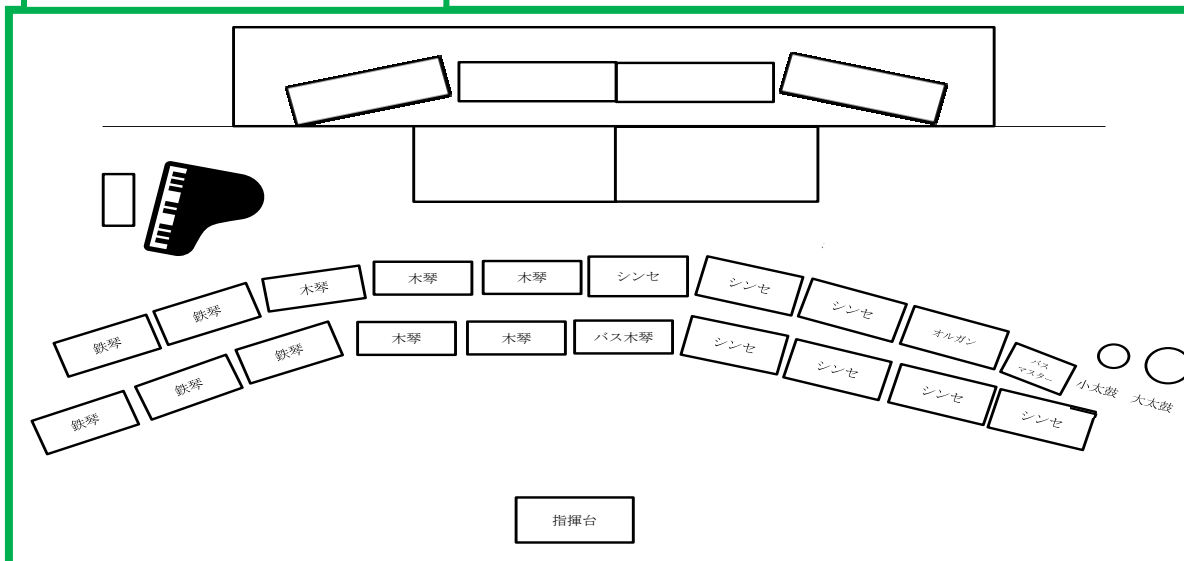 鉄琴
鉄琴
木琴
木琴
木琴
シンセ
シンセ
シンセ
オルガン
バス
マスター
小太鼓
大太鼓
鉄琴
鉄琴
鉄琴
木琴
木琴
バス木琴
シンセ
シンセ
シンセ
シンセ
指揮台